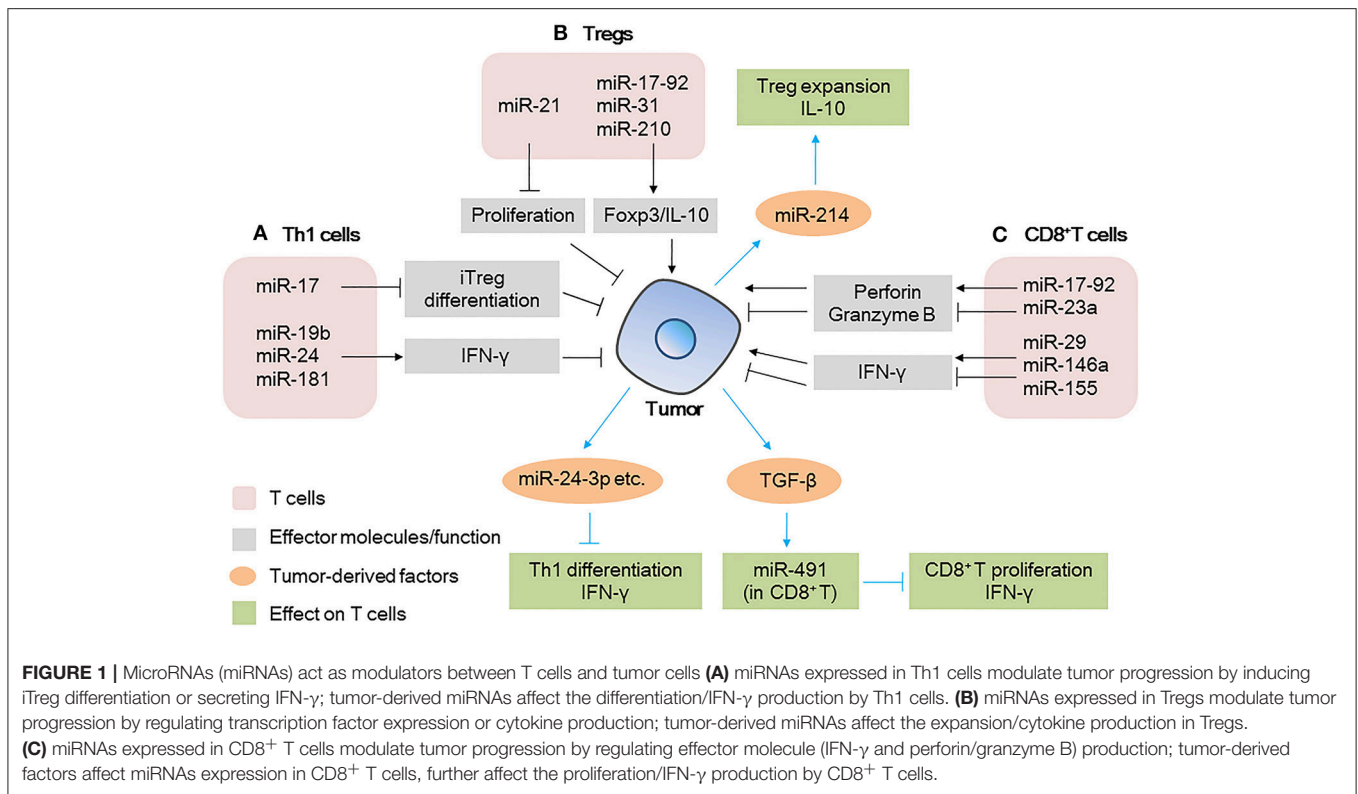 B Tregs
miR-21
miR-17-92
miR-31
miR-210
Treg expansion
IL-10
Proliferation
Foxp3/IL-10
miR-214
A Th1 cells
C CD8+T cells
miR-17
iTreg
differentiation
miR-19b
miR-24
miR-181
IFN-γ
Perforin
Granzyme B
miR-17-92
miR-23a
IFN-γ
miR-29
miR-146a
miR-155
Tumor
miR-24-3p etc.
TGF-β
T cells
Effector molecules/function
Tumor-derived factors
Effect on T cells
Th1 differentiation
IFN-γ
miR-491
(in CD8+ T)
CD8+ T proliferation
IFN-γ
FIGURE 1 | MicroRNAs (miRNAs) act as modulators between T cells and tumor cells (A) miRNAs expressed in Th1 cells modulate tumor progression by inducing
iTreg differentiation or secreting IFN-γ; tumor-derived miRNAs affect the differentiation/IFN-γ production by Th1 cells. (B) miRNAs expressed in Tregs modulate tumor
progression by regulating transcription factor expression or cytokine production; tumor-derived miRNAs affect the expansion/cytokine production in Tregs.
(C) miRNAs expressed in CD8+ T cells modulate tumor progression by regulating effector molecule (IFN-γ and perforin/granzyme B) production; tumor-derived
factors affect miRNAs expression in CD8+ T cells, further affect the proliferation/IFN-γ production by CD8+ T cells.